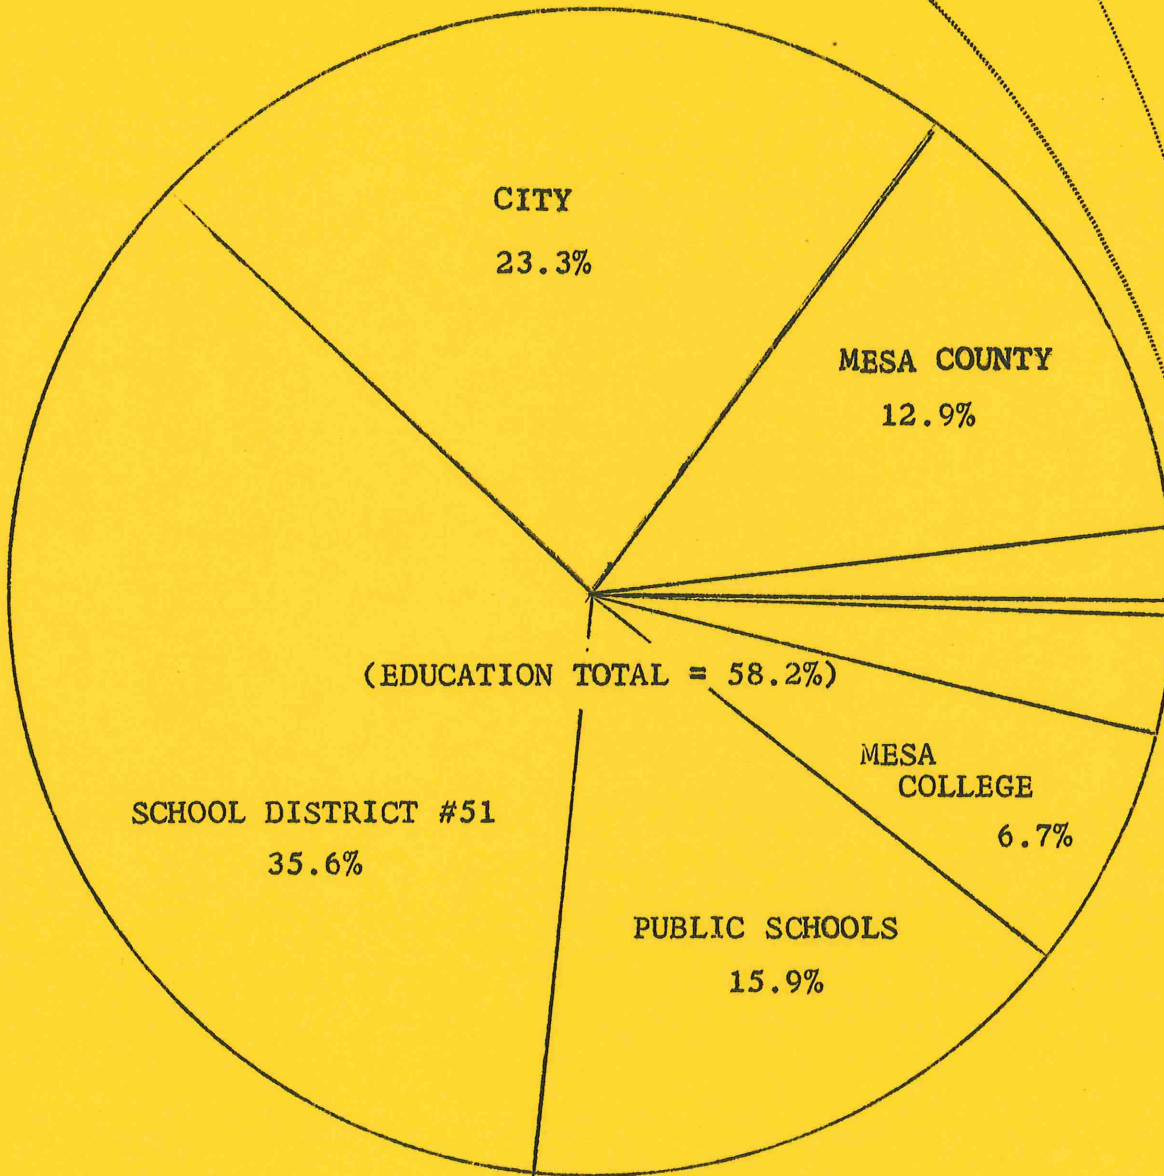 CITY
23.3%
MESA COUNTY
12.9%
(EDUCATION TOTAL = 58.2%)
MESA
COLLEGE
6.7%
SCHOOL DISTRICT #51
35.6%
PUBLIC SCHOOLS
15.9%